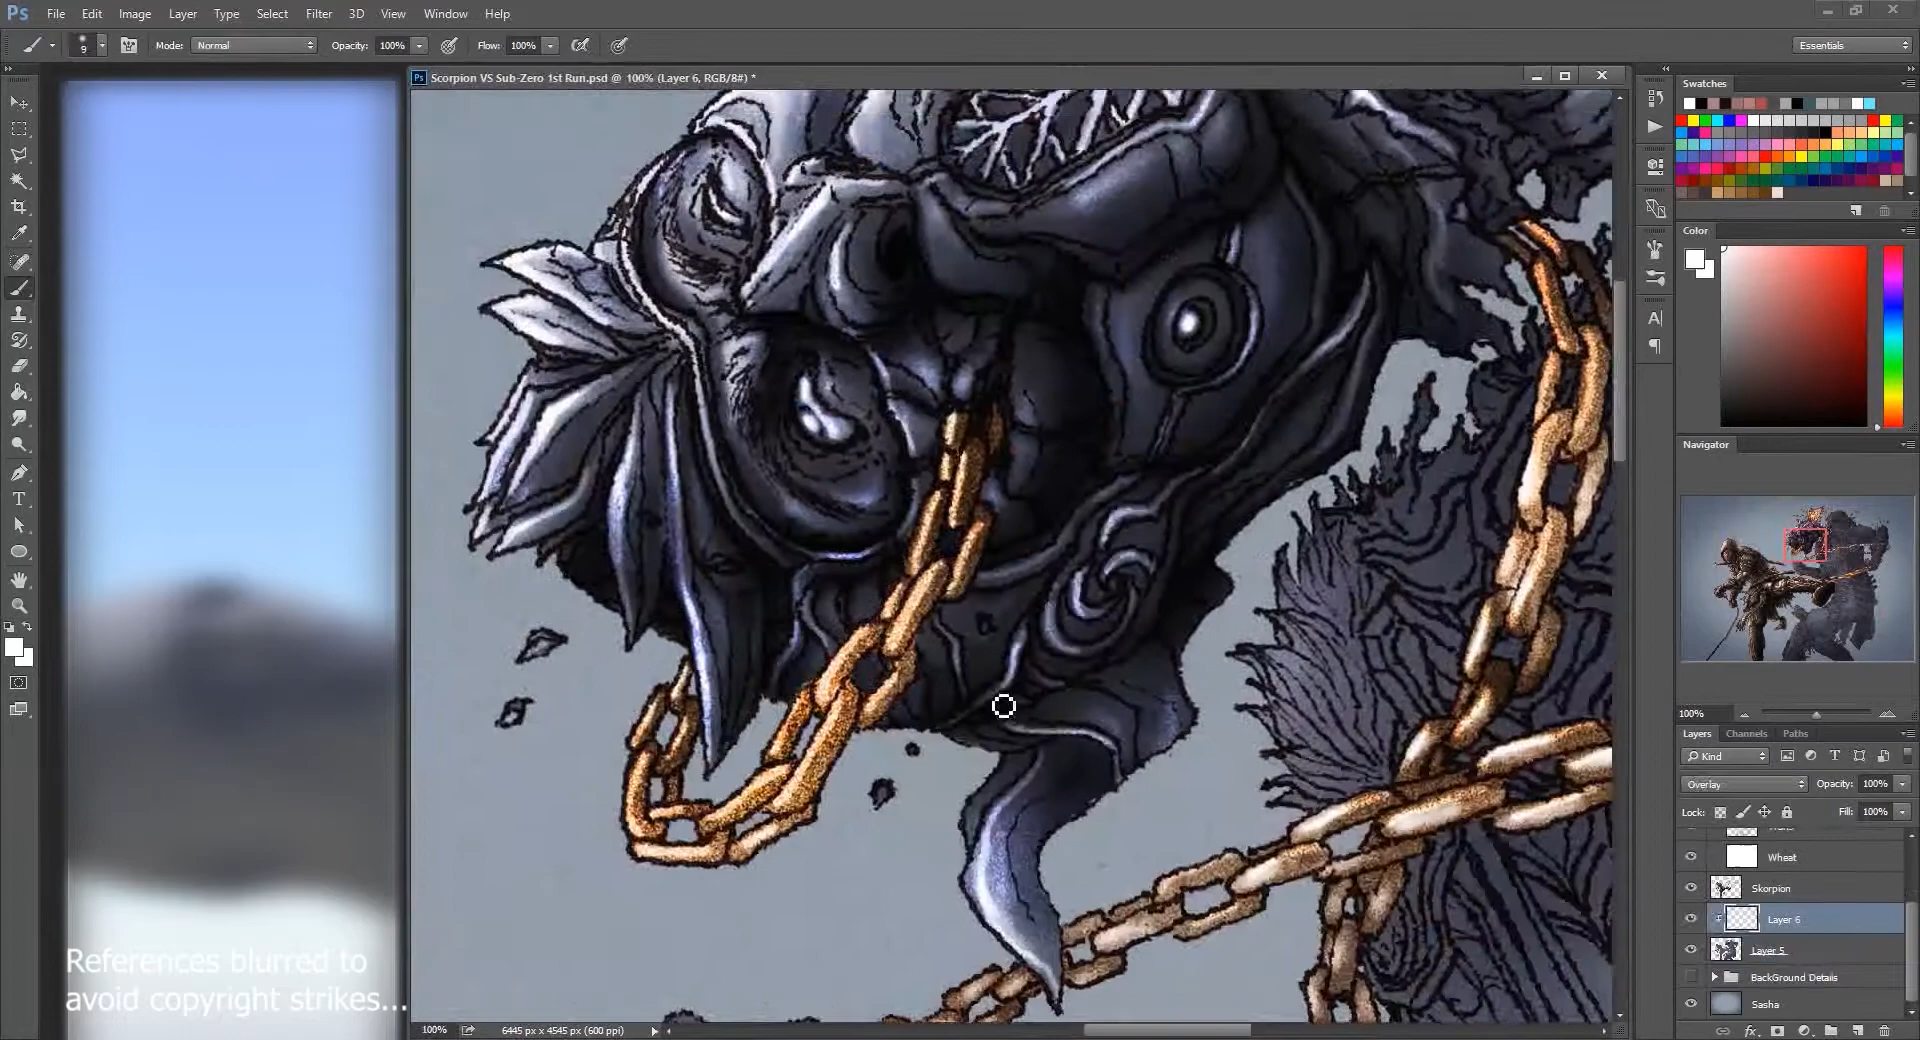 Ps File Edit Image Layer Type Select Filter 3D View Window Help
9 Mode: Normal Opacity: 100% Flow: 100% Essentials
Ps Scorpion VS Sub-Zero 1st Run.psd @ 100% (Layer 6, RGB/8#) *
Swatches
Color
Navigator
100%
Layers Channels Paths
Kind
Overlay Opacity: 100%
Lock: Fill: 100%
Wheat
Skorpion
Layer 6
Layer 5
BackGround Details
Sasha
References blurred to
avoid copyright strikes...
100% 6445 px x 4545 px (600 ppi)